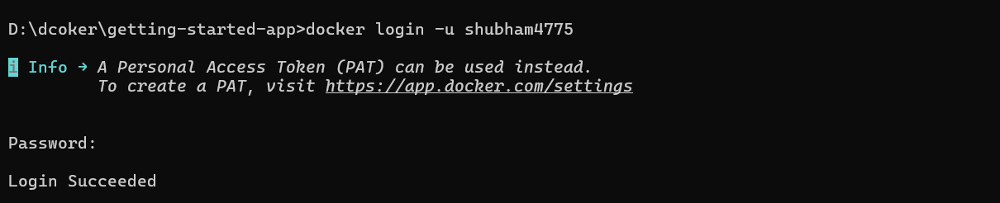 D:\dcoker\getting-started-app>docker login -u shubham4775
i Info → A Personal Access Token (PAT) can be used instead.
To create a PAT, visit https://app.docker.com/settings
Password:
Login Succeeded